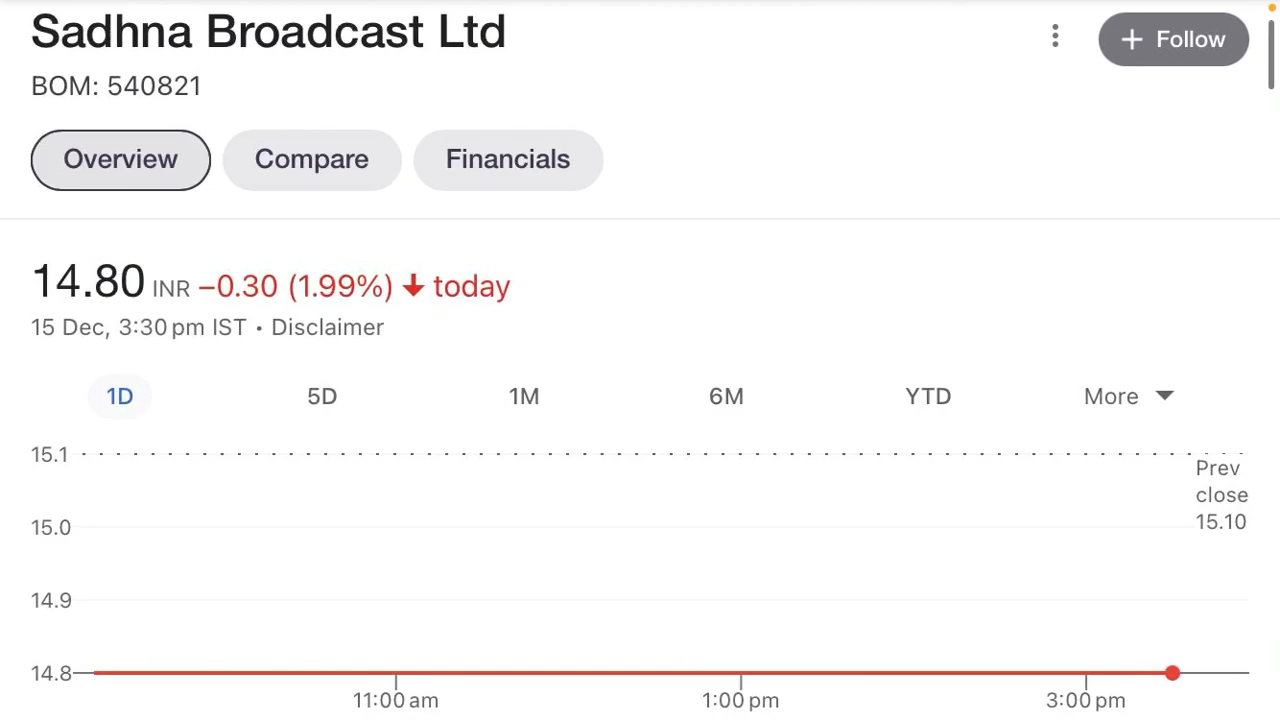 Sadhna Broadcast Ltd
+ Follow
BOM: 540821
Overview Compare Financials
14.80 INR −0.30 (1.99%) ↓ today
15 Dec, 3:30 pm IST • Disclaimer
1D 5D 1M 6M YTD More
15.1
Prev
close
15.10
15.0
14.9
14.8
11:00 am 1:00 pm 3:00 pm